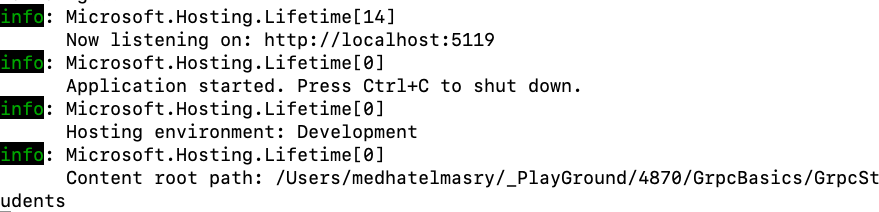 info: Microsoft.Hosting.Lifetime[14]
      Now listening on: http://localhost:5119
info: Microsoft.Hosting.Lifetime[0]
      Application started. Press Ctrl+C to shut down.
info: Microsoft.Hosting.Lifetime[0]
      Hosting environment: Development
info: Microsoft.Hosting.Lifetime[0]
      Content root path: /Users/medhatelmasry/_PlayGround/4870/GrpcBasics/GrpcSt
udents